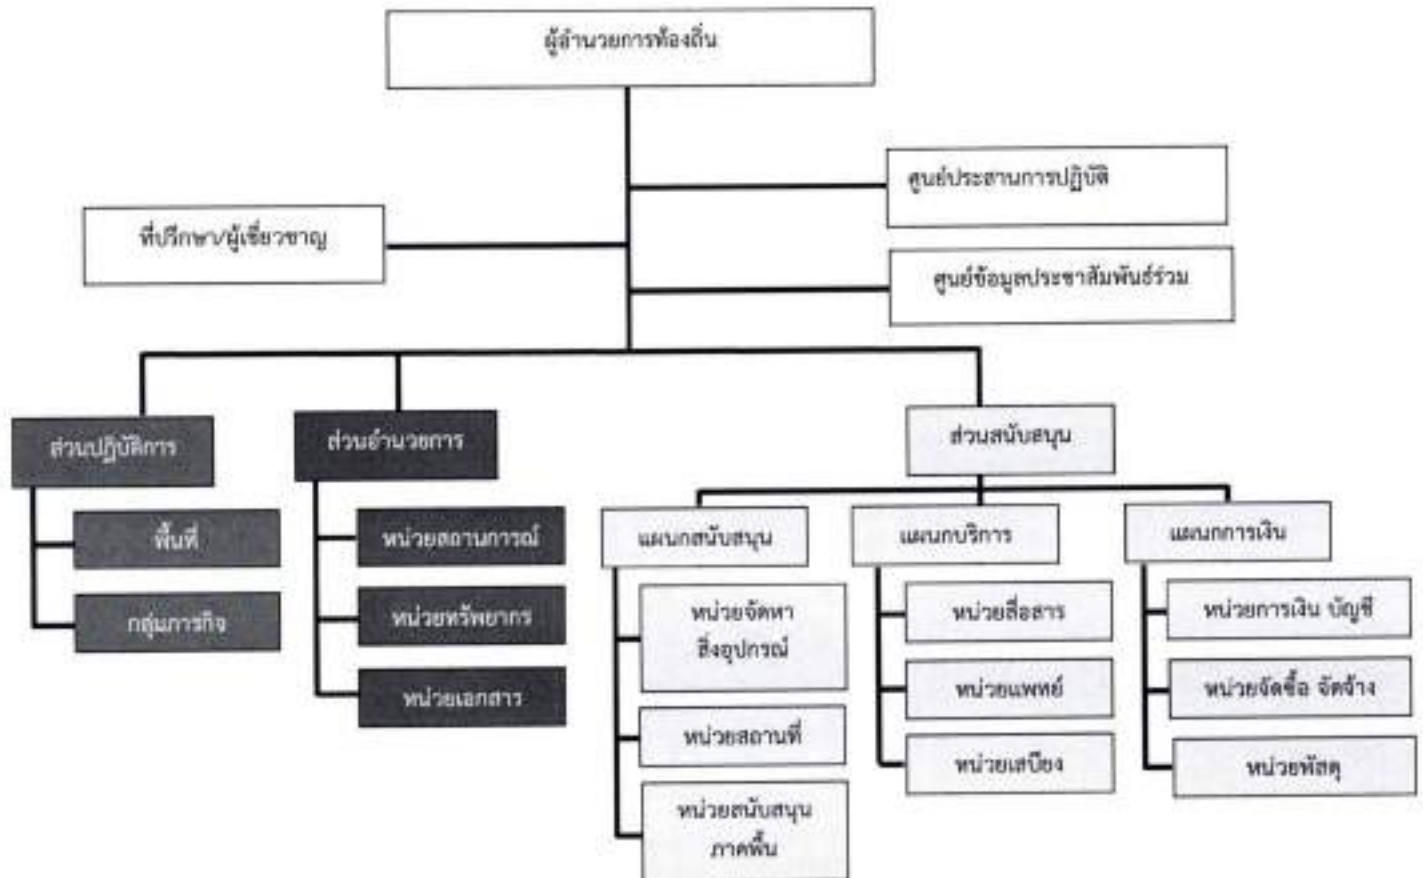 ผู้อำนวยการท้องถิ่น
ศูนย์ประสานการปฏิบัติ
ที่ปรึกษา/ผู้เชี่ยวชาญ
ศูนย์ข้อมูลประชาสัมพันธ์ร่วม
ส่วนปฏิบัติการ
ส่วนอำนวยการ
ส่วนสนับสนุน
พื้นที่
กลุ่มภารกิจ
หน่วยสถานการณ์
หน่วยทรัพยากร
หน่วยเอกสาร
แผนกสนับสนุน
แผนกบริการ
แผนกการเงิน
หน่วยจัดหา
สิ่งอุปกรณ์
หน่วยสถานที่
หน่วยสนับสนุน
ภาคพื้น
หน่วยสื่อสาร
หน่วยแพทย์
หน่วยเสบียง
หน่วยการเงิน บัญชี
หน่วยจัดซื้อ จัดจ้าง
หน่วยพัสดุ